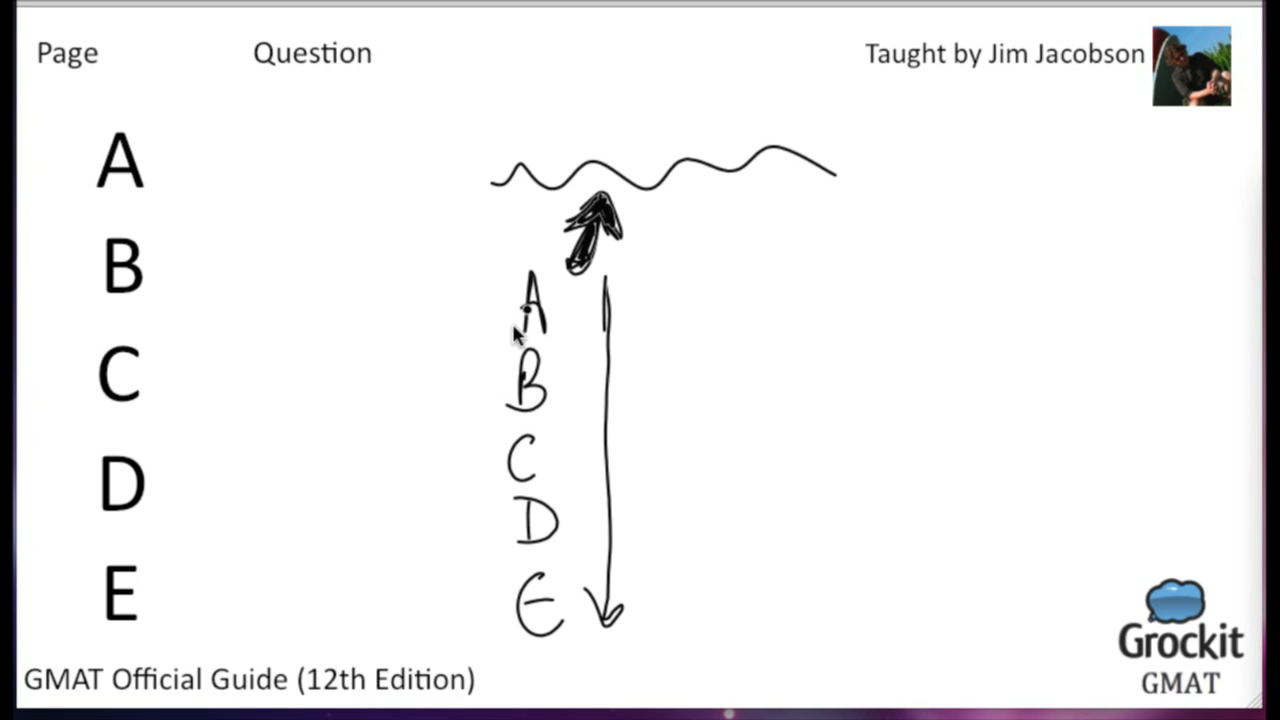 Page Question Taught by Jim Jacobson
A
B
C
D
E
A
B
C
D
E
Grockit
GMAT
GMAT Official Guide (12th Edition)